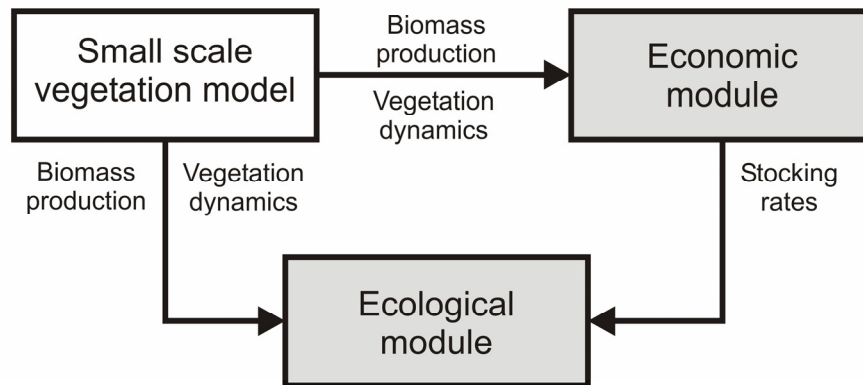 Small scale
vegetation model
Biomass
production
Vegetation
dynamics
Economic
module
Biomass
production
Vegetation
dynamics
Stocking
rates
Ecological
module